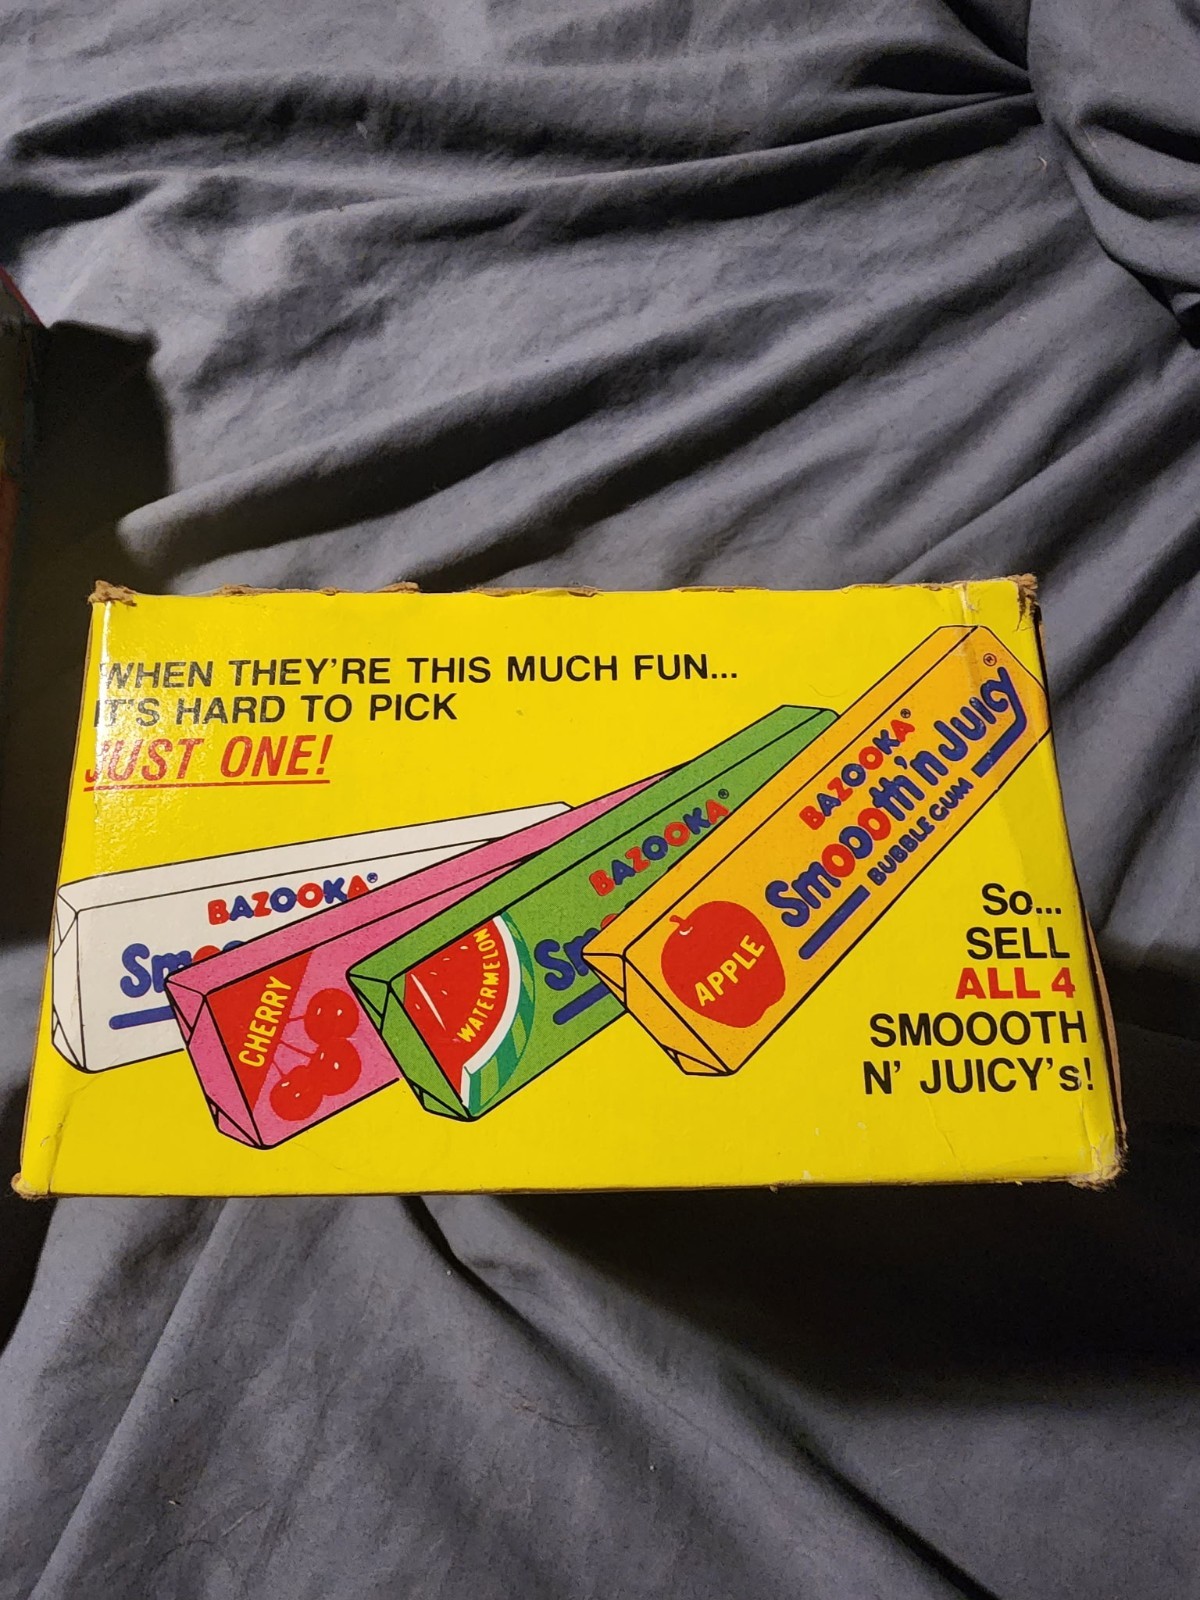 WHEN THEY'RE THIS MUCH FUN...
IT'S HARD TO PICK
JUST ONE!
BAZOOKA®
CHERRY
BAZOOKA®
WATERMELON
BAZOOKA®
Smoooth'n Juicy®
BUBBLE GUM
APPLE
So...
SELL
ALL 4
SMOOOTH
N' JUICY's!